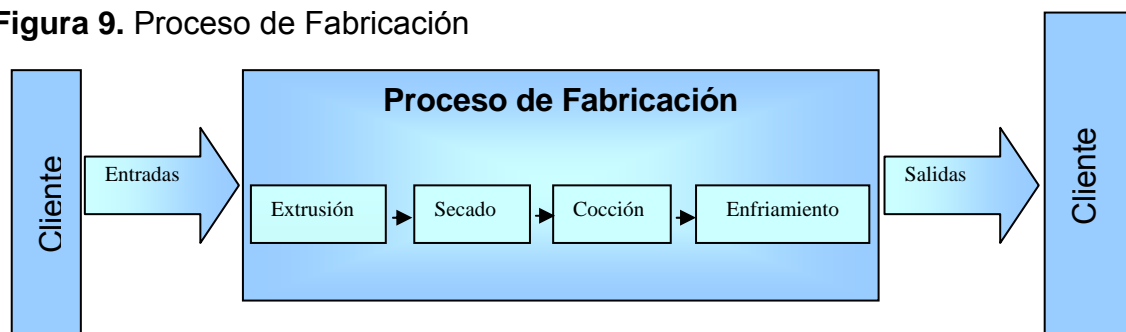 Figura 9. Proceso de Fabricación
Cliente
Entradas
Proceso de Fabricación
Extrusión
Secado
Cocción
Enfriamiento
Salidas
Cliente